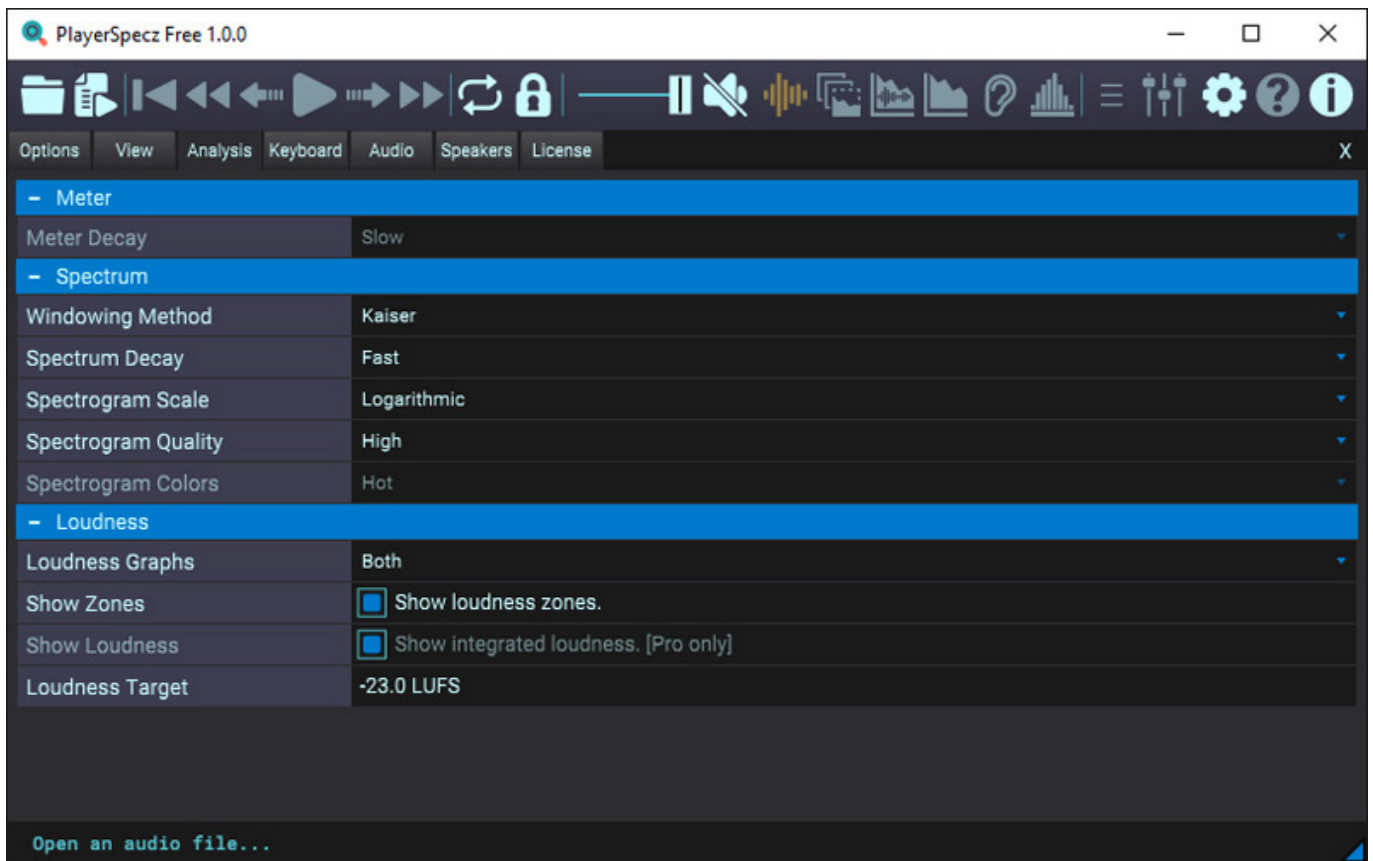 PlayerSpecz Free 1.0.0
Options View Analysis Keyboard Audio Speakers License X
– Meter
Meter Decay Slow
– Spectrum
Windowing Method Kaiser
Spectrum Decay Fast
Spectrogram Scale Logarithmic
Spectrogram Quality High
Spectrogram Colors Hot
– Loudness
Loudness Graphs Both
Show Zones Show loudness zones.
Show Loudness Show integrated loudness. [Pro only]
Loudness Target -23.0 LUFS
Open an audio file...